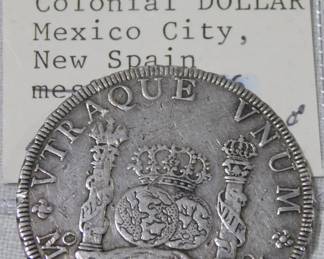 Colonial DOLLAR
Mexico City,
New Spain
VTRAQUE VNUM